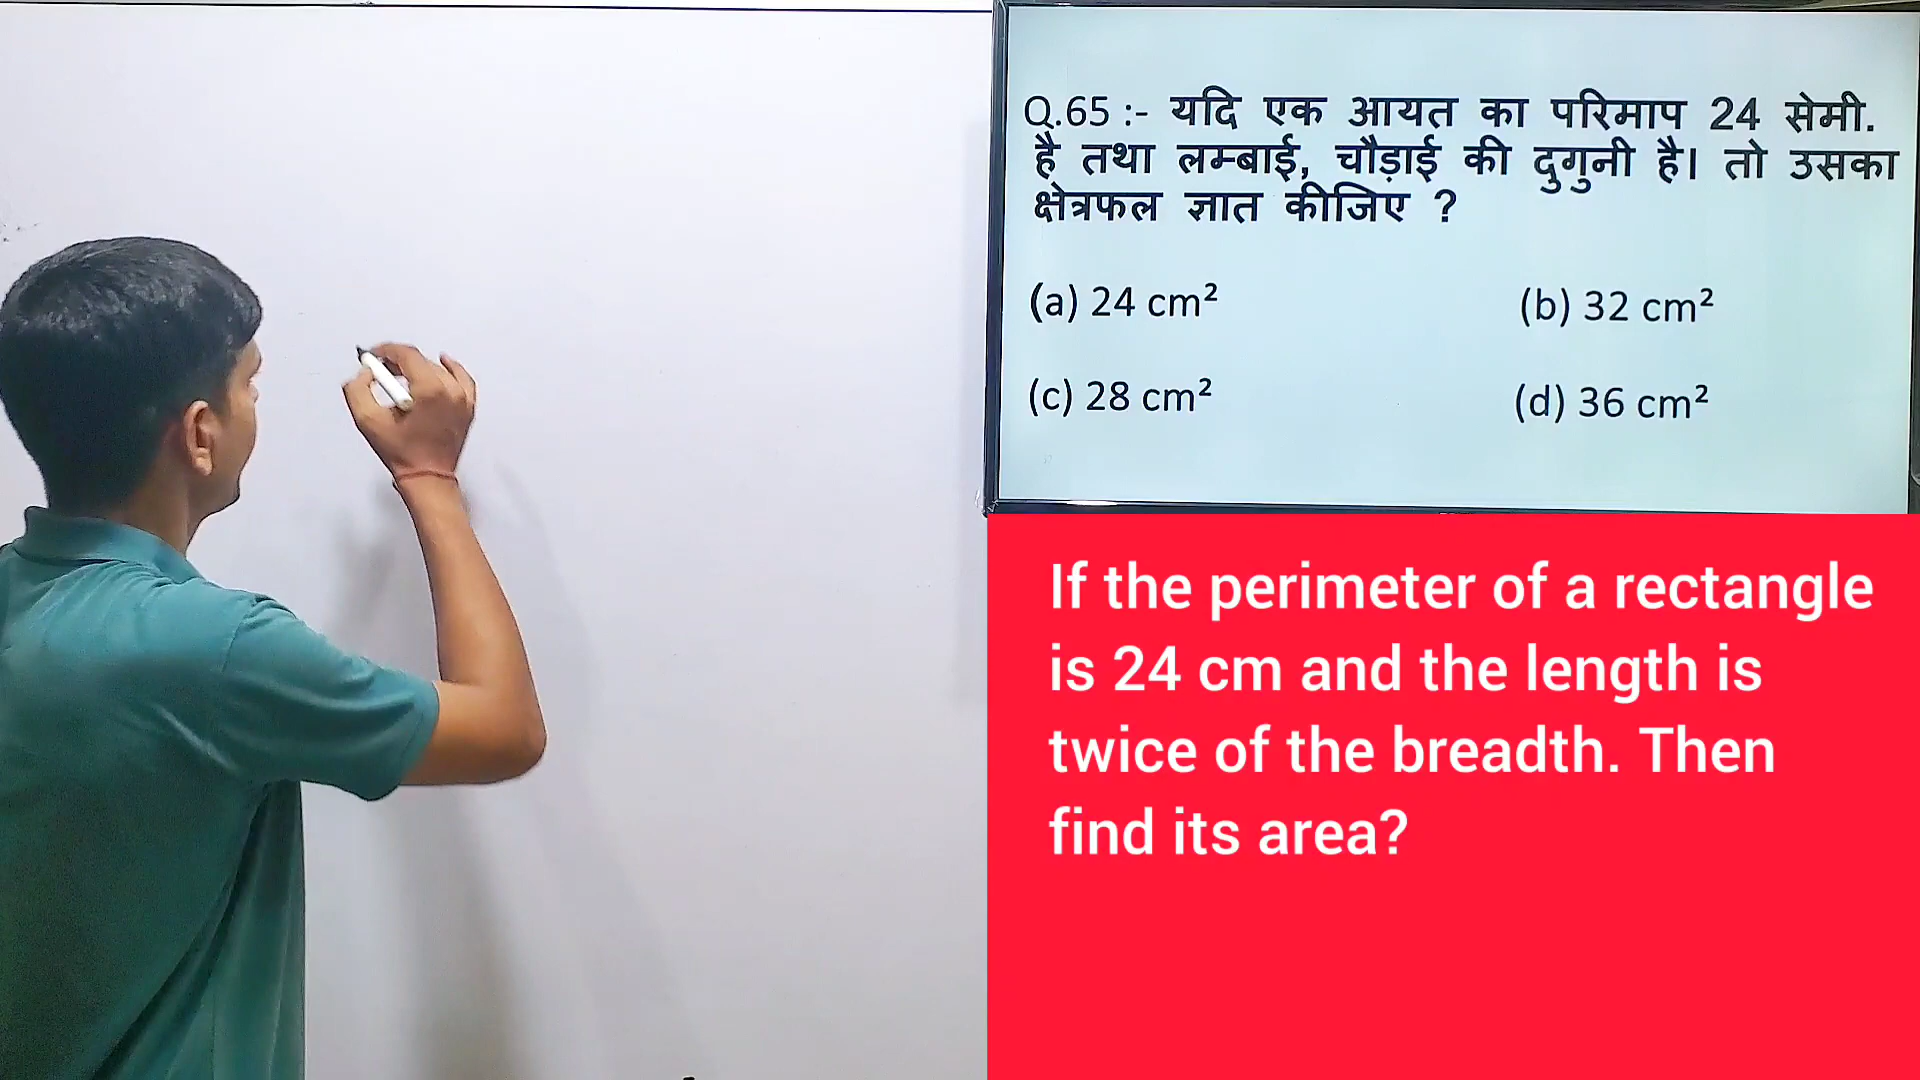 Q.65 :- यदि एक आयत का परिमाप 24 सेमी.
है तथा लम्बाई, चौड़ाई की दुगुनी है। तो उसका
क्षेत्रफल ज्ञात कीजिए ?
(a) 24 cm²
(b) 32 cm²
(c) 28 cm²
(d) 36 cm²
If the perimeter of a rectangle
is 24 cm and the length is
twice of the breadth. Then
find its area?